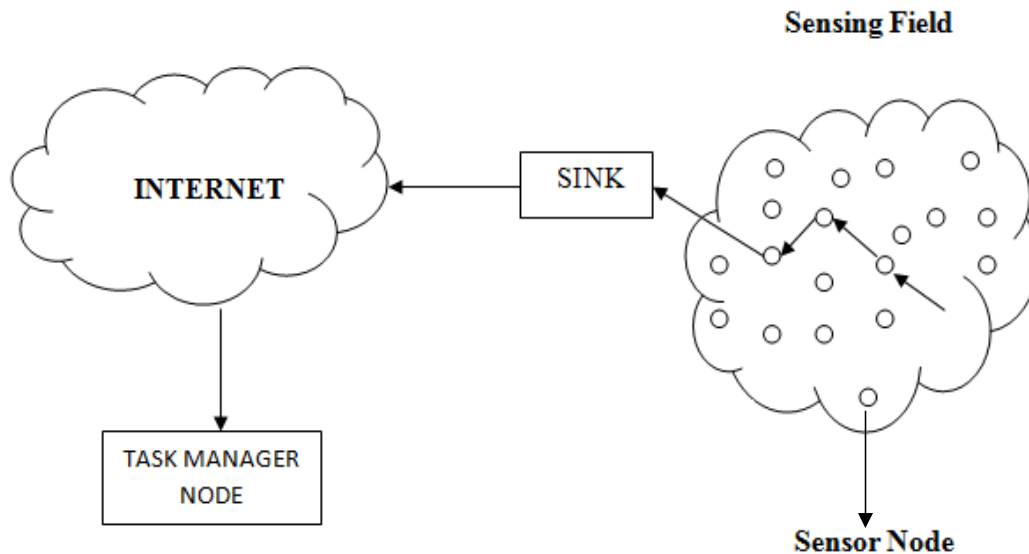 Sensing Field
INTERNET
SINK
TASK MANAGER
NODE
Sensor Node